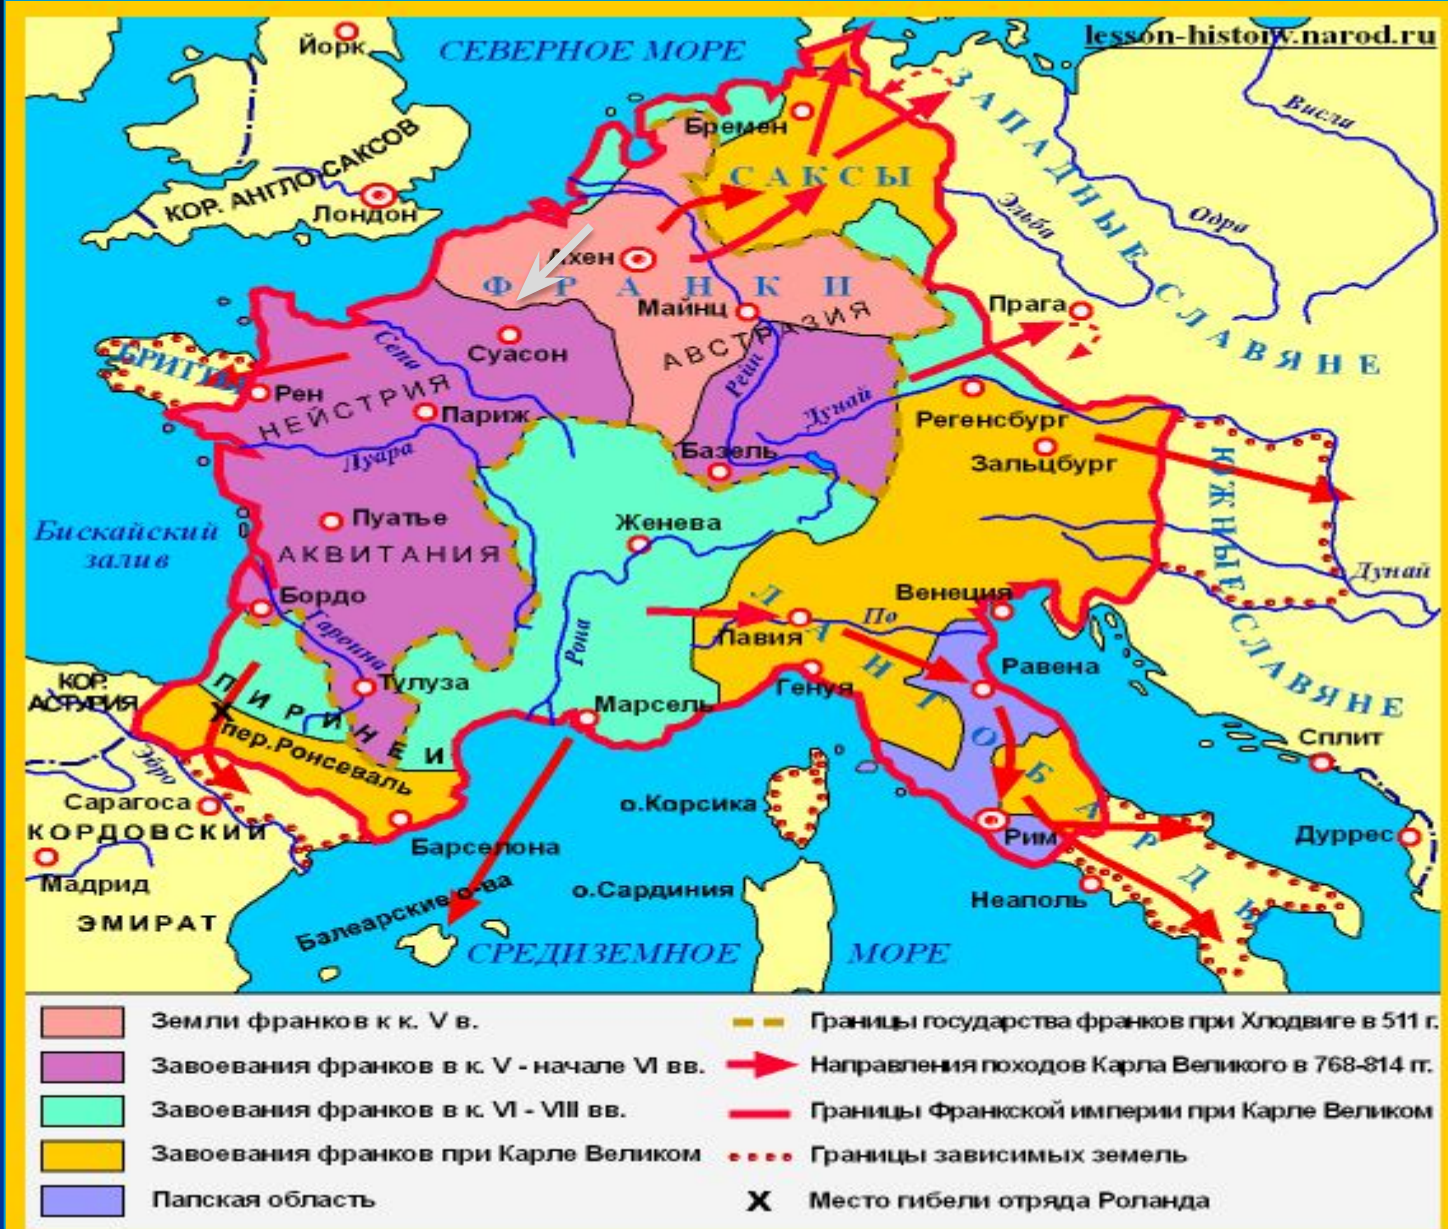 lesson-history.narod.ru
Йорк
СЕВЕРНОЕ МОРЕ
ЗАПАДНЫЕ СЛАВЯНЕ
Висла
Бремен
КОР. АНГЛО-САКСОВ
САКСЫ
Лондон
Эльба
Одра
Ахен
ФРАНКИ
Майнц
Прага
АВСТРАЗИЯ
Суасон
Сена
БРИТТЫ
Рен
НЕЙСТРИЯ
Париж
Рейн
Дунай
Регенсбург
Луара
Базель
Зальцбург
ЮЖНЫЕ СЛАВЯНЕ
Пуатье
Женева
Бискайский
залив
АКВИТАНИЯ
Дунай
Бордо
Венеция
Гаронна
По
ЛАНГОБАРДЫ
Павия
Рона
Равена
КОР.
АСТУРИЯ
Тулуза
Генуя
ПИРИНЕИ
Марсель
X
пер.Ронсеваль
Сплит
Эбро
Сарагоса
о.Корсика
КОРДОВСКИЙ
Рим
Дуррес
Барселона
Мадрид
о.Сардиния
Неаполь
ЭМИРАТ
Балеарские о-ва
СРЕДИЗЕМНОЕ МОРЕ
Земли франков к к. V в.
Завоевания франков в к. V - начале VI вв.
Завоевания франков в к. VI - VIII вв.
Завоевания франков при Карле Великом
Папская область
Границы государства франков при Хлодвиге в 511 г.
Направления походов Карла Великого в 768-814 гг.
Границы Франкской империи при Карле Великом
Границы зависимых земель
X Место гибели отряда Роланда